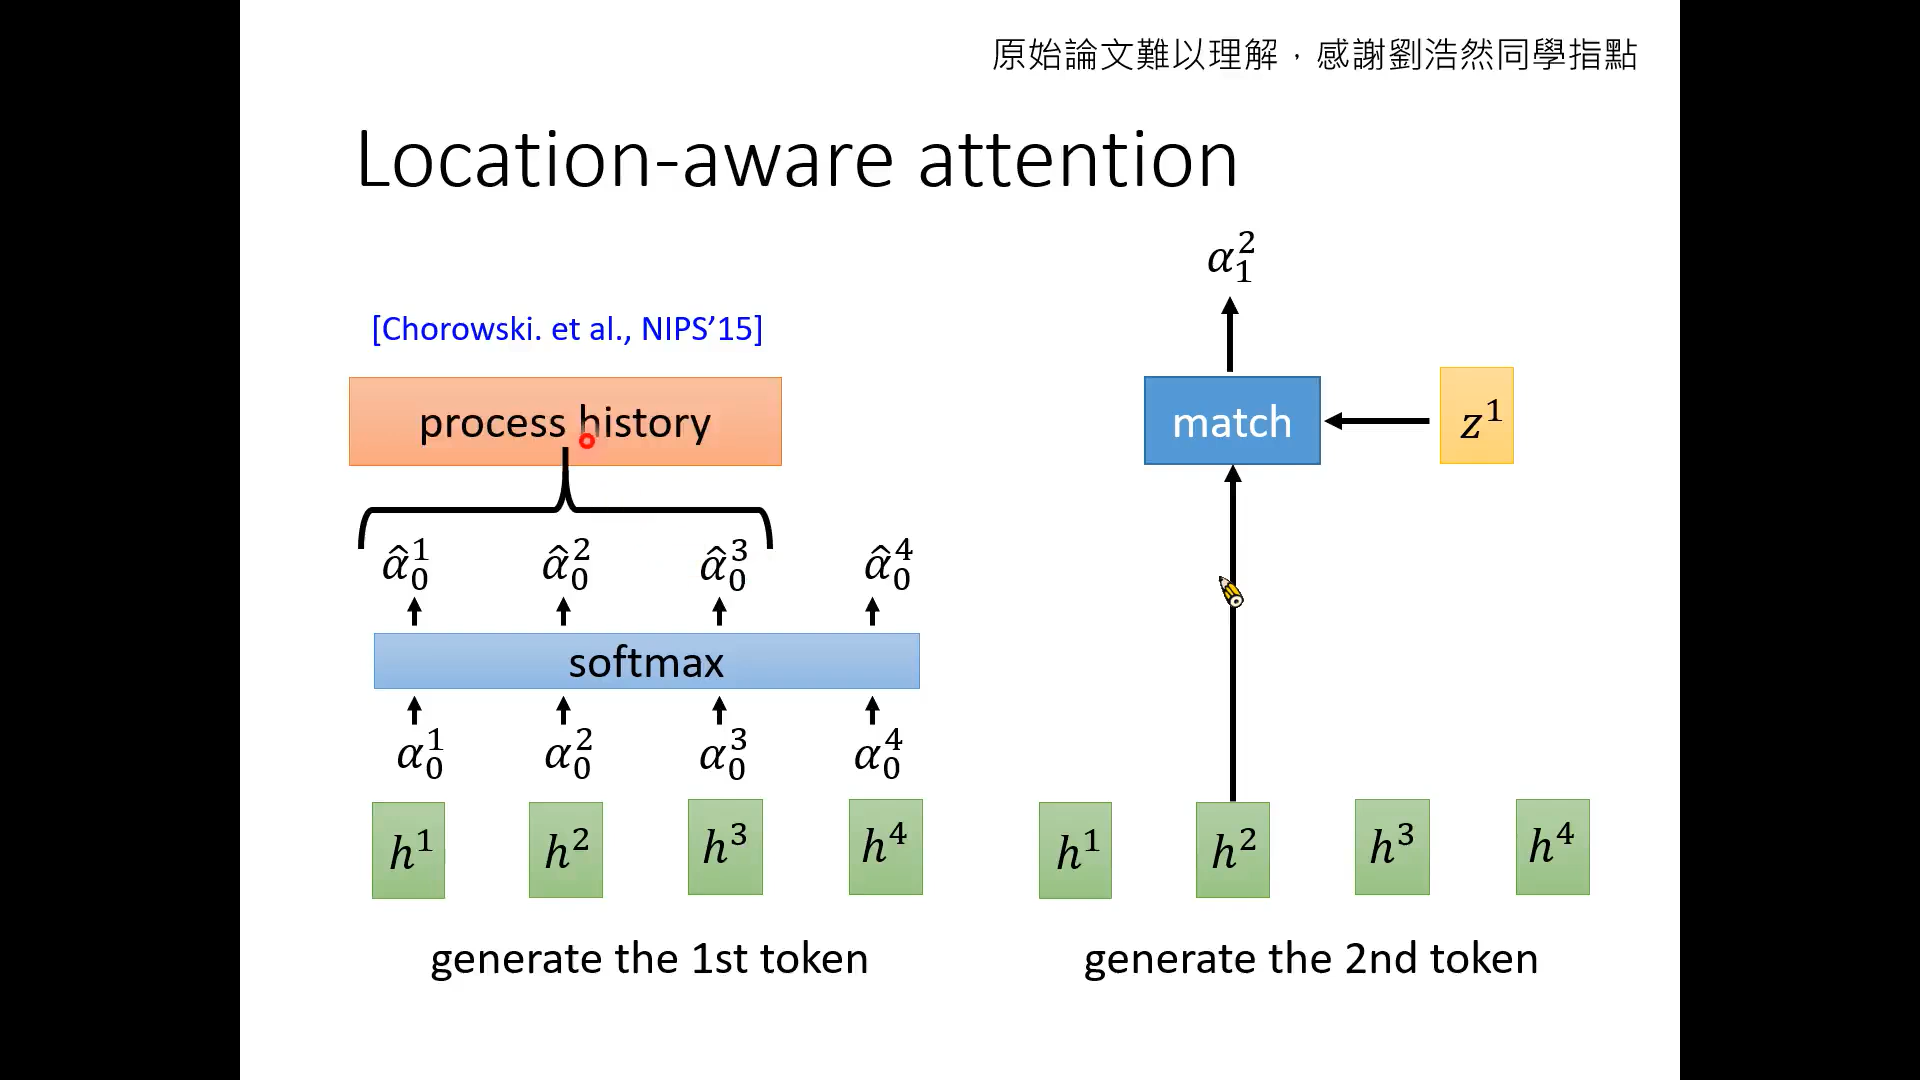 原始論文難以理解，感謝劉浩然同學指點
Location-aware attention
[Chorowski. et al., NIPS’15]
process history
α̂₀¹ α̂₀² α̂₀³ α̂₀⁴
softmax
α₀¹ α₀² α₀³ α₀⁴
h¹ h² h³ h⁴
generate the 1st token
α₁²
match
z¹
h¹ h² h³ h⁴
generate the 2nd token